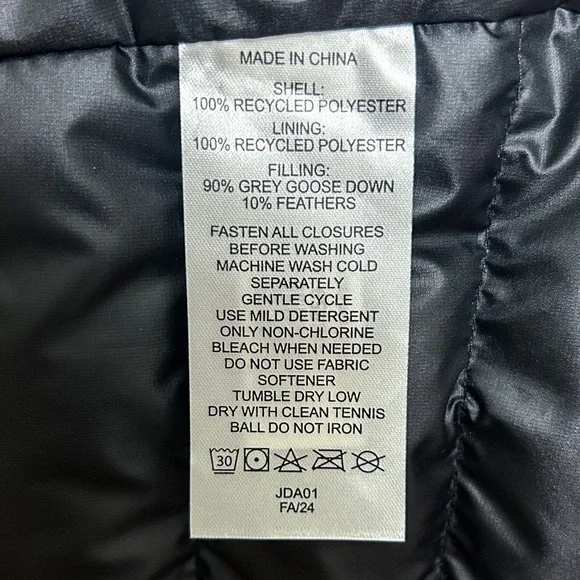 MADE IN CHINA
SHELL:
100% RECYCLED POLYESTER
LINING:
100% RECYCLED POLYESTER
FILLING:
90% GREY GOOSE DOWN
10% FEATHERS
FASTEN ALL CLOSURES
BEFORE WASHING
MACHINE WASH COLD
SEPARATELY
GENTLE CYCLE
USE MILD DETERGENT
ONLY NON-CHLORINE
BLEACH WHEN NEEDED
DO NOT USE FABRIC
SOFTENER
TUMBLE DRY LOW
DRY WITH CLEAN TENNIS
BALL DO NOT IRON
30
JDA01
FA/24